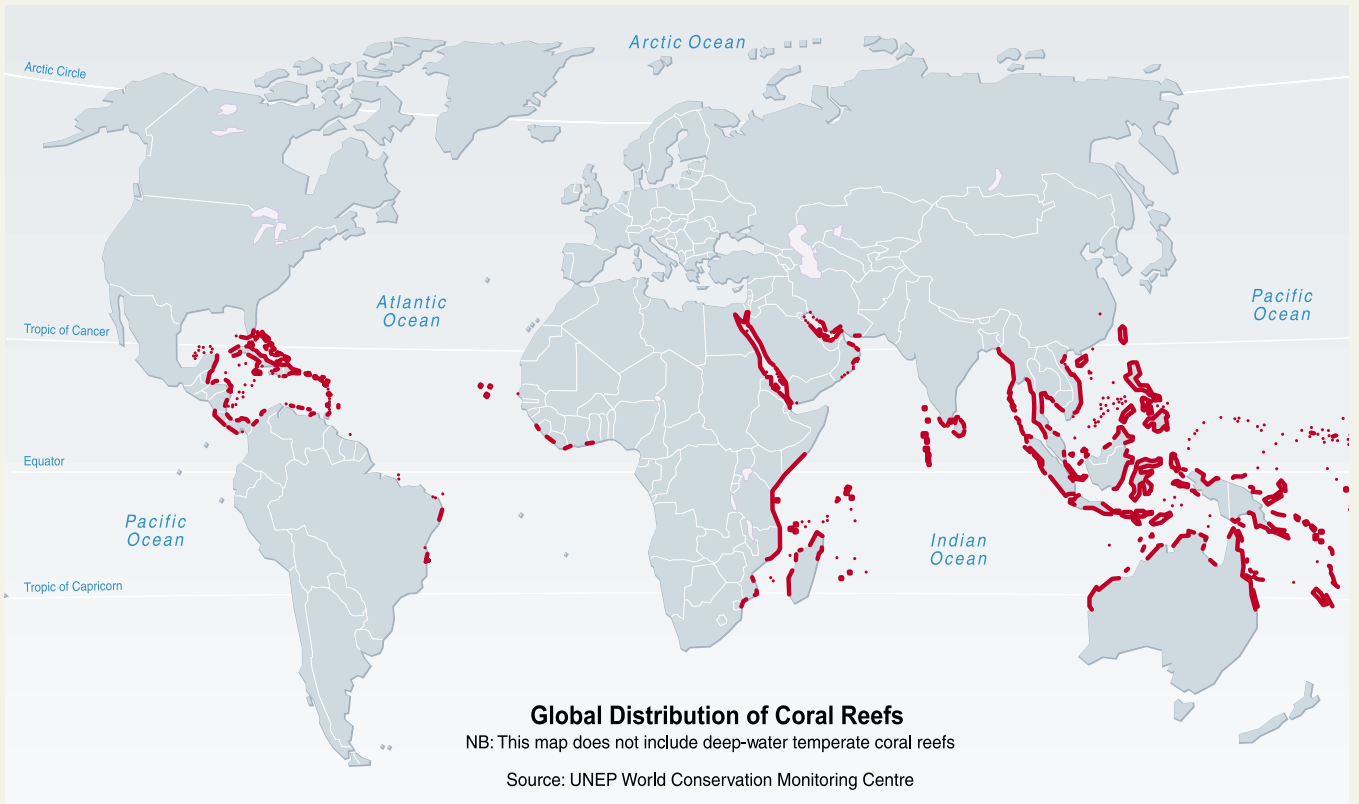 Arctic Ocean
Arctic Circle
Atlantic
Ocean
Pacific
Ocean
Tropic of Cancer
Equator
Pacific
Ocean
Indian
Ocean
Tropic of Capricorn
Global Distribution of Coral Reefs
NB: This map does not include deep-water temperate coral reefs
Source: UNEP World Conservation Monitoring Centre